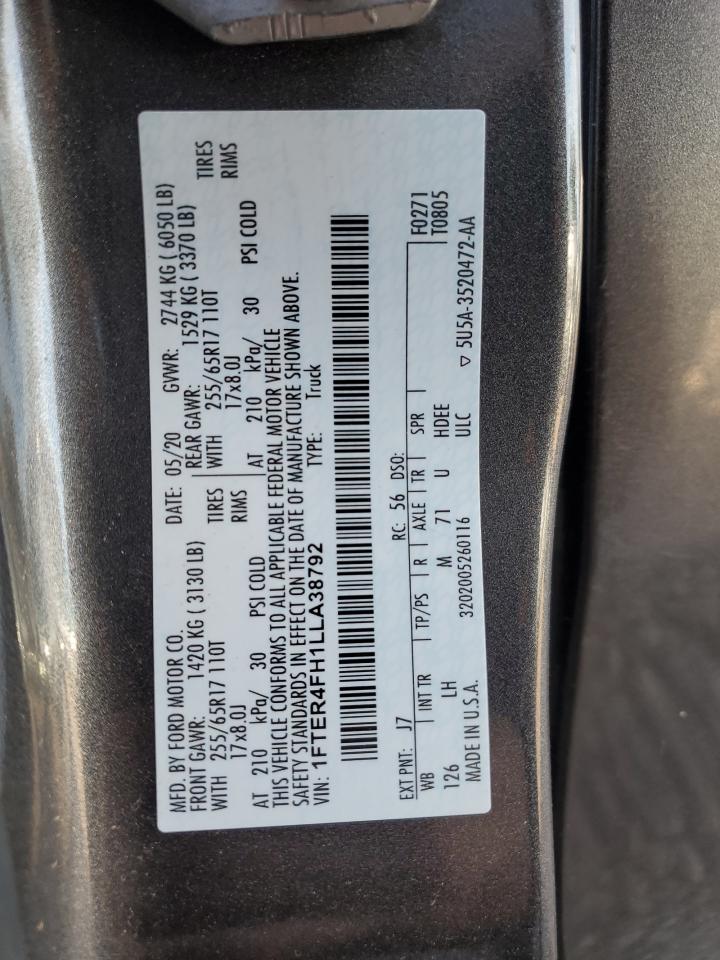 MFD. BY FORD MOTOR CO. DATE: 05/20 GVWR: 2744 KG ( 6050 LB)
FRONT GAWR: 1420 KG ( 3130 LB) REAR GAWR: 1529 KG ( 3370 LB)
WITH 255/65R17 110T TIRES WITH 255/65R17 110T TIRES
17x8.0J RIMS 17x8.0J RIMS
AT 210 kPa/ 30 PSI COLD AT 210 kPa/ 30 PSI COLD
THIS VEHICLE CONFORMS TO ALL APPLICABLE FEDERAL MOTOR VEHICLE
SAFETY STANDARDS IN EFFECT ON THE DATE OF MANUFACTURE SHOWN ABOVE.
VIN: 1FTER4FH1LLA38792 TYPE: Truck
EXT PNT: J7 RC: 56 DSO: F0271
WB INT TR TP/PS R AXLE TR SPR T0805
126 LH M 71 U HDEE
MADE IN U.S.A. 3202005260116 ULC ▽ 5U5A-3520472-AA